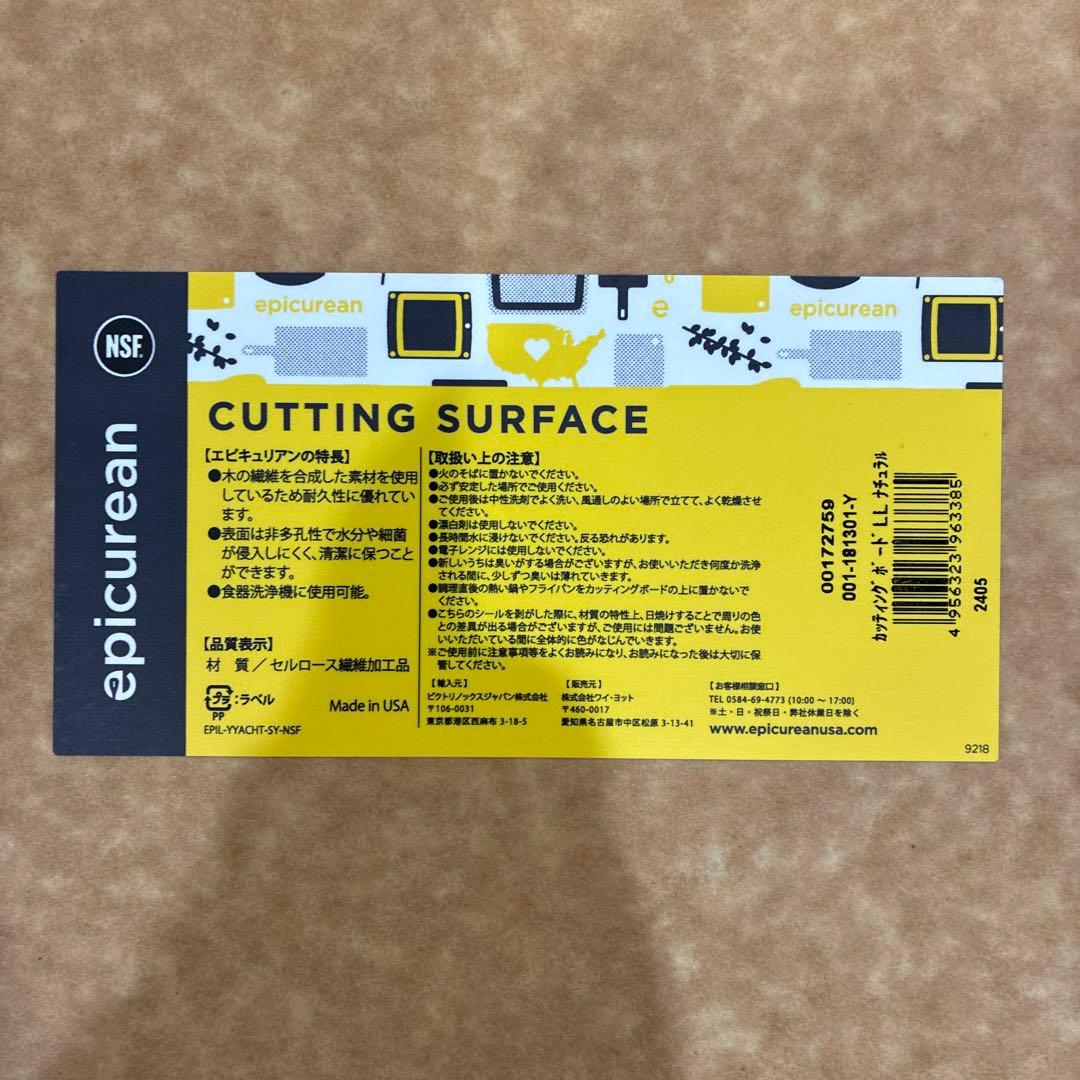 epicurean
epicurean
e
NSF
epicurean
CUTTING SURFACE
【エピキュリアンの特長】
●木の繊維を合成した素材を使用
しているため耐久性に優れてい
ます。
●表面は非多孔性で水分や細菌
が侵入しにくく、清潔に保つこと
ができます。
●食器洗浄機に使用可能。
【品質表示】
材 質／セルロース繊維加工品
プラ:ラベル
PP
Made in USA
EPIL-YYACHT-SY-NSF
【取扱い上の注意】
●火のそばに置かないでください。
●必ず安定した場所でご使用ください。
●ご使用後は中性洗剤でよく洗い、風通しのよい場所で立てて、よく乾燥させ
てください。
●漂白剤は使用しないでください。
●長時間水に浸けないでください。反る恐れがあります。
●電子レンジには使用しないでください。
●新しいうちは臭いがする場合がございますが、お使いいただき何度か洗浄
される間に、少しずつ臭いは薄れていきます。
●調理直後の熱い鍋やフライパンをカッティングボードの上に置かないで
ください。
●こちらのシールを剥がした際に、材質の特性上、日焼けすることで周りの色
との差異が出る場合がございますが、ご使用には問題ございません。お使
いいただいている間に全体的に色がなじんでいきます。
※ご使用前に注意事項等をよくお読みになり、お読みになった後は大切に保
管してください。
【輸入元】
ビクトリノックスジャパン株式会社
〒106-0031
東京都港区西麻布 3-18-5
【販売元】
株式会社ワイ・ヨット
〒460-0017
愛知県名古屋市中区松原 3-13-41
【お客様相談窓口】
TEL 0584-69-4773 (10:00 〜 17:00)
※土・日・祝祭日・弊社休業日を除く
www.epicureanusa.com
9218
00172759
001-181301-Y
ｶｯﾃｨﾝｸﾞﾎﾞｰﾄﾞ LL ﾅﾁｭﾗﾙ
4 956323 963385
2405